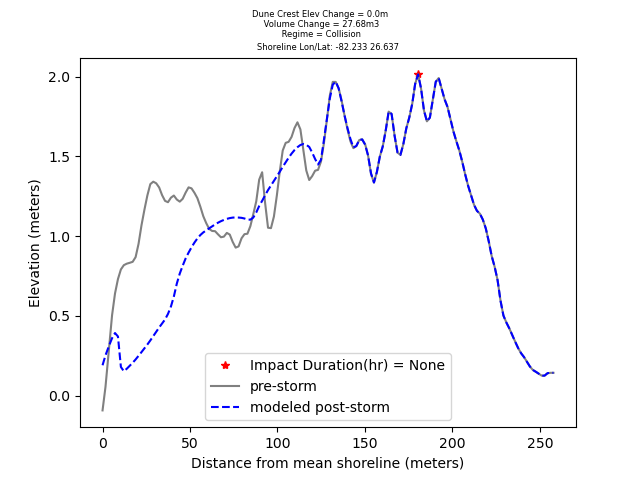 Dune Crest Elev Change = 0.0m
Volume Change = 27.68m3
Regime = Collision
Shoreline Lon/Lat: -82.233 26.637
2.0
1.5
1.0
0.5
0.0
Elevation (meters)
Impact Duration(hr) = None
pre-storm
modeled post-storm
0 50 100 150 200 250
Distance from mean shoreline (meters)